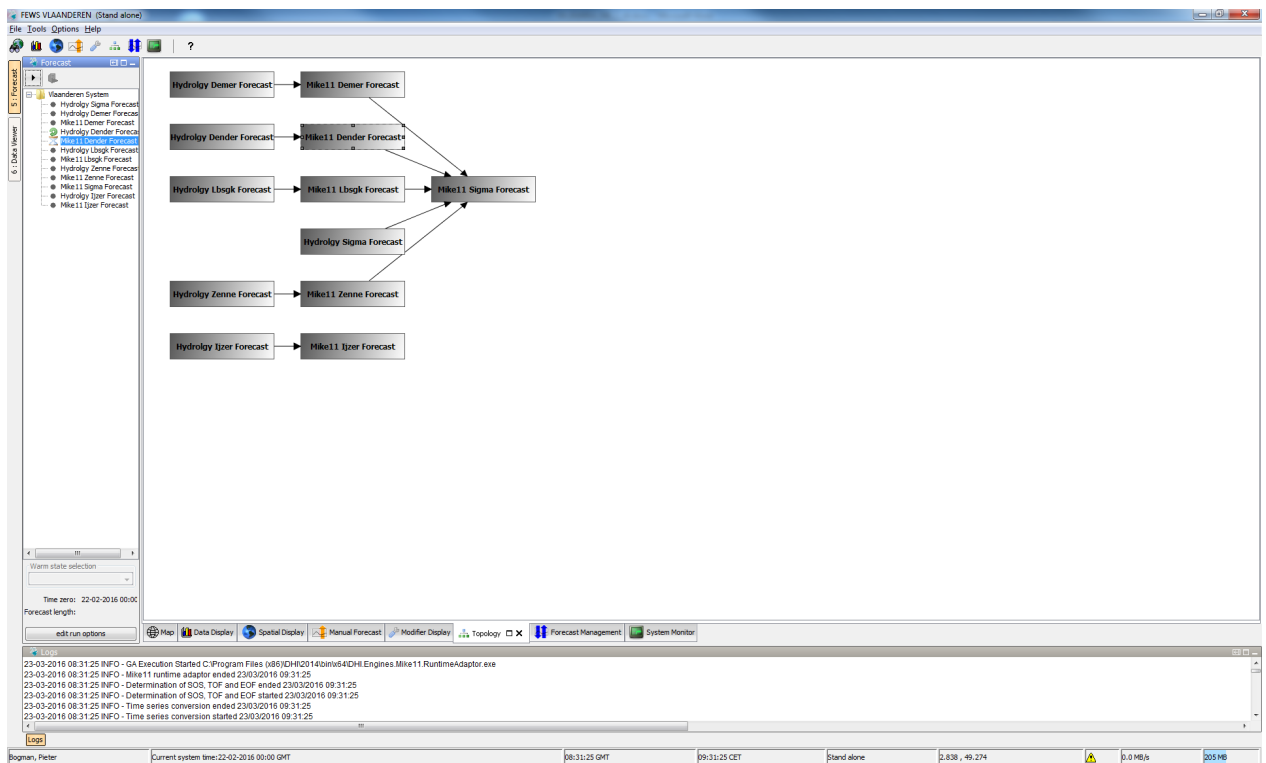 FEWS VLAANDEREN (Stand alone)
File Tools Options Help
?
Forecast
5 : Forecast
6 : Data Viewer
Vlaanderen System
Hydrolgy Sigma Forecast
Hydrolgy Demer Forecas
Mike11 Demer Forecast
Hydrolgy Dender Foreca
Mike11 Dender Forecast
Hydrolgy Lbsgk Forecast
Mike11 Lbsgk Forecast
Hydrolgy Zenne Forecas
Mike11 Zenne Forecast
Mike11 Sigma Forecast
Hydrolgy Ijzer Forecast
Mike11 Ijzer Forecast
Warm state selection
Time zero: 22-02-2016 00:00
Forecast length:
edit run options
Hydrolgy Demer Forecast Mike11 Demer Forecast
Hydrolgy Dender Forecast Mike11 Dender Forecast
Hydrolgy Lbsgk Forecast Mike11 Lbsgk Forecast Mike11 Sigma Forecast
Hydrolgy Sigma Forecast
Hydrolgy Zenne Forecast Mike11 Zenne Forecast
Hydrolgy Ijzer Forecast Mike11 Ijzer Forecast
Map Data Display Spatial Display Manual Forecast Modifier Display Topology Forecast Management System Monitor
Logs
23-03-2016 08:31:25 INFO - GA Execution Started C:\Program Files (x86)\DHI\2014\bin\x64\DHI.Engines.Mike11.RuntimeAdaptor.exe
23-03-2016 08:31:25 INFO - Mike11 runtime adaptor ended 23/03/2016 09:31:25
23-03-2016 08:31:25 INFO - Determination of SOS, TOF and EOF ended 23/03/2016 09:31:25
23-03-2016 08:31:25 INFO - Determination of SOS, TOF and EOF started 23/03/2016 09:31:25
23-03-2016 08:31:25 INFO - Time series conversion ended 23/03/2016 09:31:25
23-03-2016 08:31:25 INFO - Time series conversion started 23/03/2016 09:31:25
Logs
Bogman, Pieter Current system time:22-02-2016 00:00 GMT 08:31:25 GMT 09:31:25 CET Stand alone 2.838 , 49.274 0.0 MB/s 205 MB